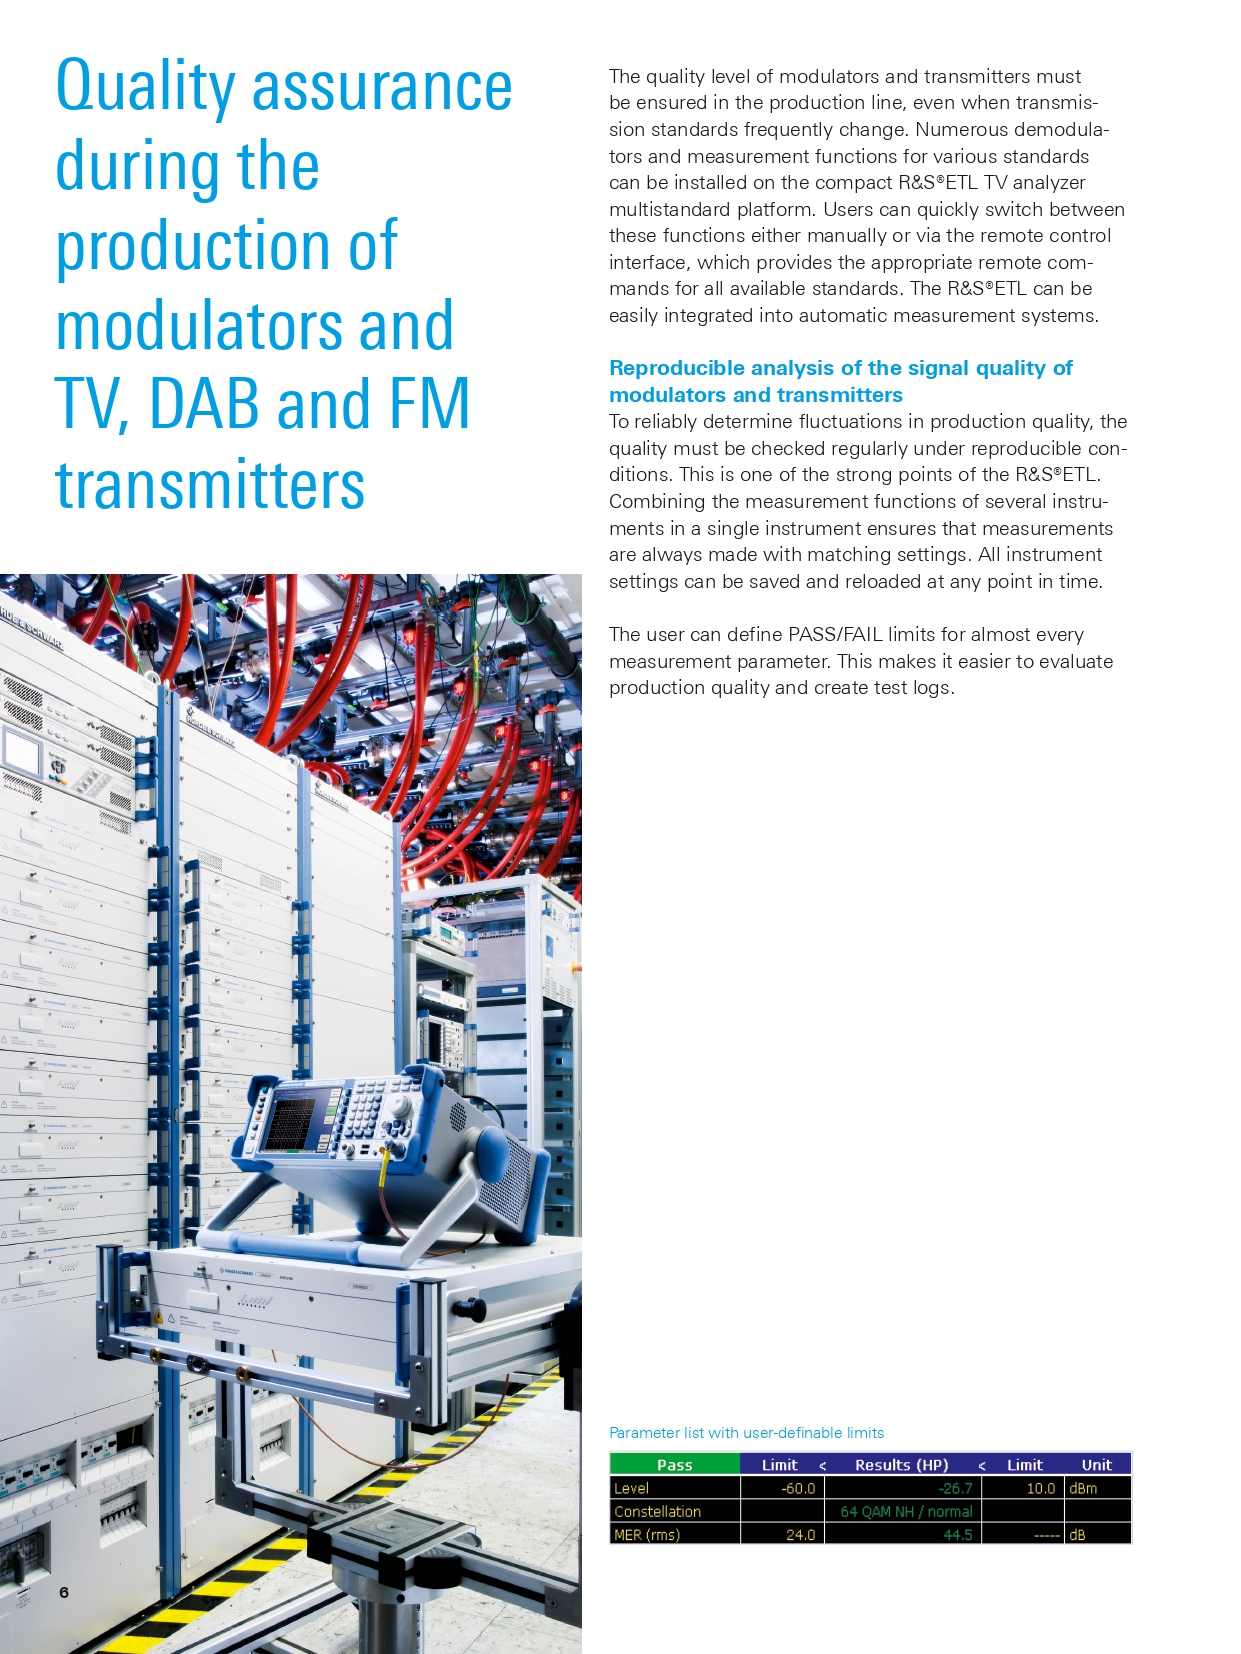 Quality assurance
during the
production of
modulators and
TV, DAB and FM
transmitters
The quality level of modulators and transmitters must
be ensured in the production line, even when transmis-
sion standards frequently change. Numerous demodula-
tors and measurement functions for various standards
can be installed on the compact R&S®ETL TV analyzer
multistandard platform. Users can quickly switch between
these functions either manually or via the remote control
interface, which provides the appropriate remote com-
mands for all available standards. The R&S®ETL can be
easily integrated into automatic measurement systems.
Reproducible analysis of the signal quality of
modulators and transmitters
To reliably determine fluctuations in production quality, the
quality must be checked regularly under reproducible con-
ditions. This is one of the strong points of the R&S®ETL.
Combining the measurement functions of several instru-
ments in a single instrument ensures that measurements
are always made with matching settings. All instrument
settings can be saved and reloaded at any point in time.
The user can define PASS/FAIL limits for almost every
measurement parameter. This makes it easier to evaluate
production quality and create test logs.
Parameter list with user-definable limits
Pass Limit < Results (HP) < Limit Unit
Level -60.0 -26.7 10.0 dBm
Constellation 64 QAM NH / normal
MER (rms) 24.0 44.5 ----- dB
6